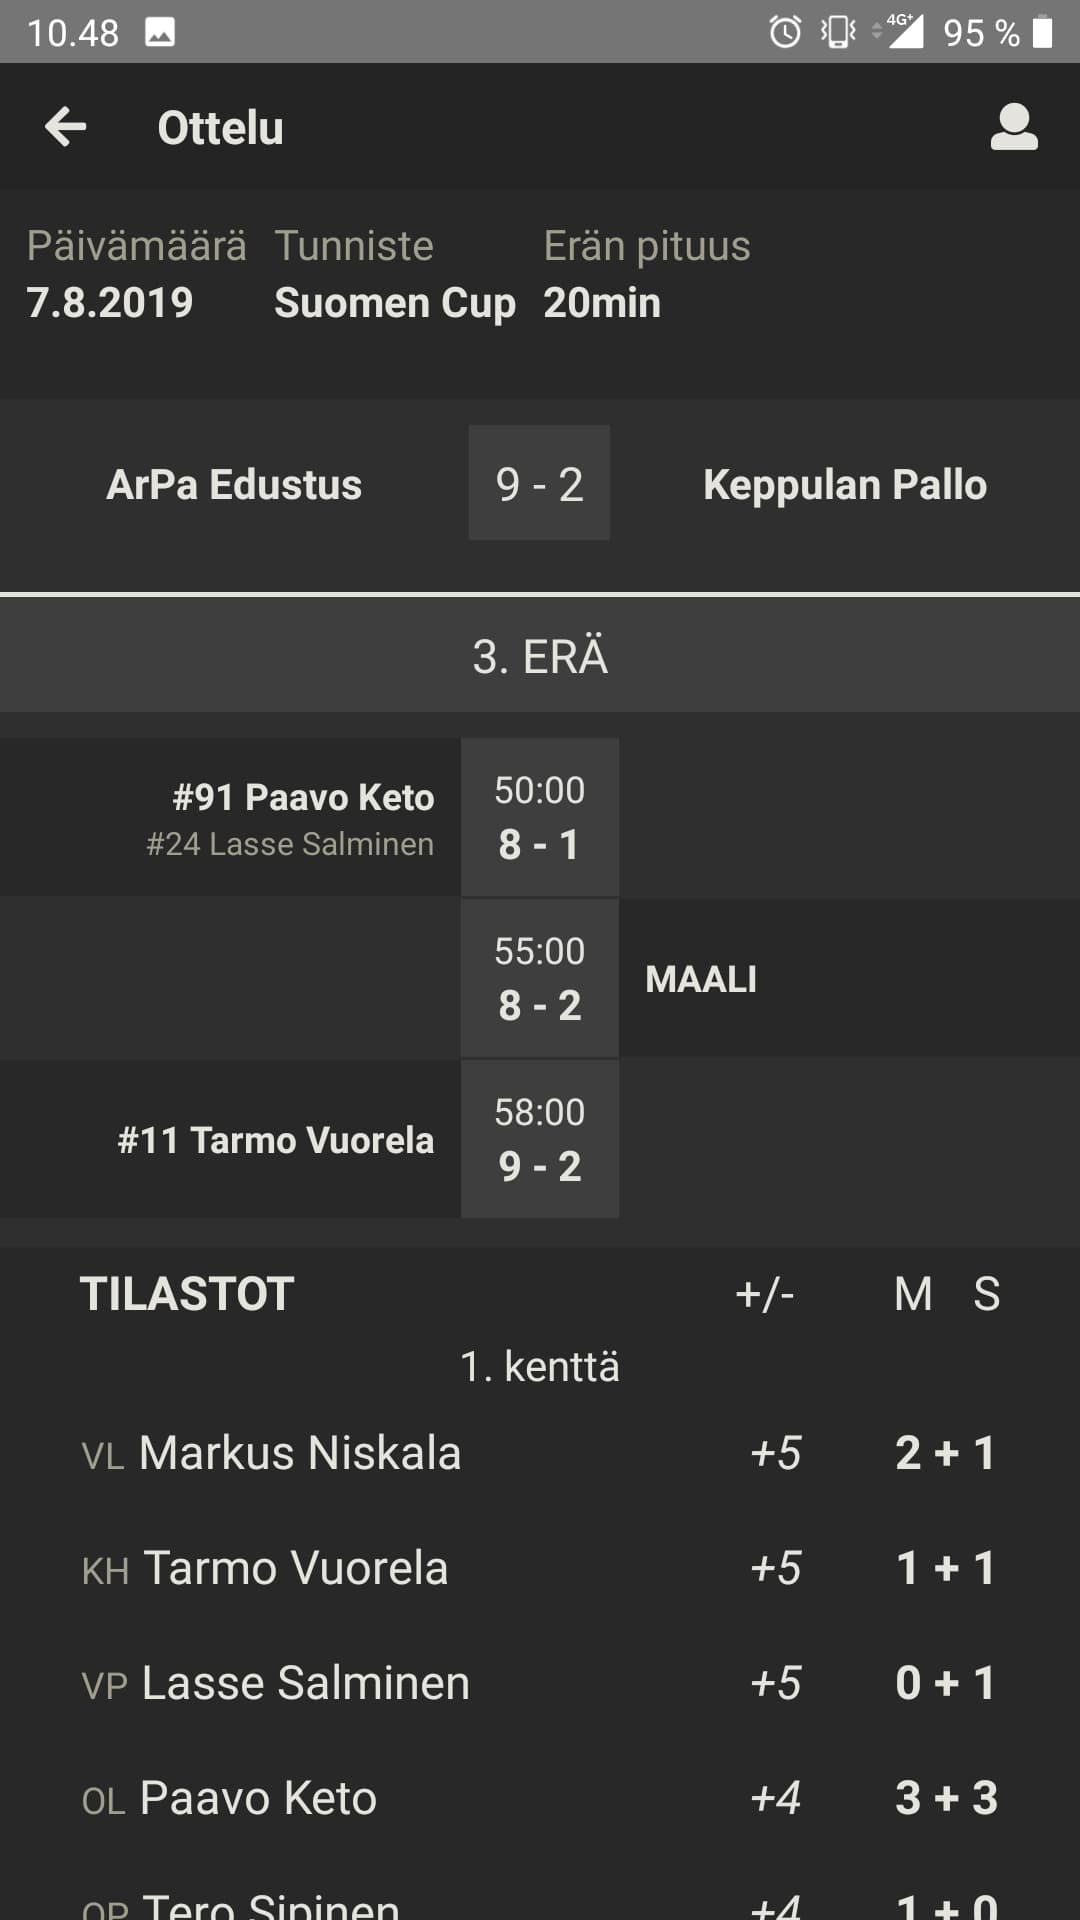 10.48 4G+ 95 %
Ottelu
Päivämäärä Tunniste Erän pituus
7.8.2019 Suomen Cup 20min
ArPa Edustus 9 - 2 Keppulan Pallo
3. ERÄ
#91 Paavo Keto 50:00
#24 Lasse Salminen 8 - 1
55:00
8 - 2 MAALI
58:00
#11 Tarmo Vuorela 9 - 2
TILASTOT +/- M S
1. kenttä
VL Markus Niskala +5 2 + 1
KH Tarmo Vuorela +5 1 + 1
VP Lasse Salminen +5 0 + 1
OL Paavo Keto +4 3 + 3
OP Tero Sipinen +4 1 + 0